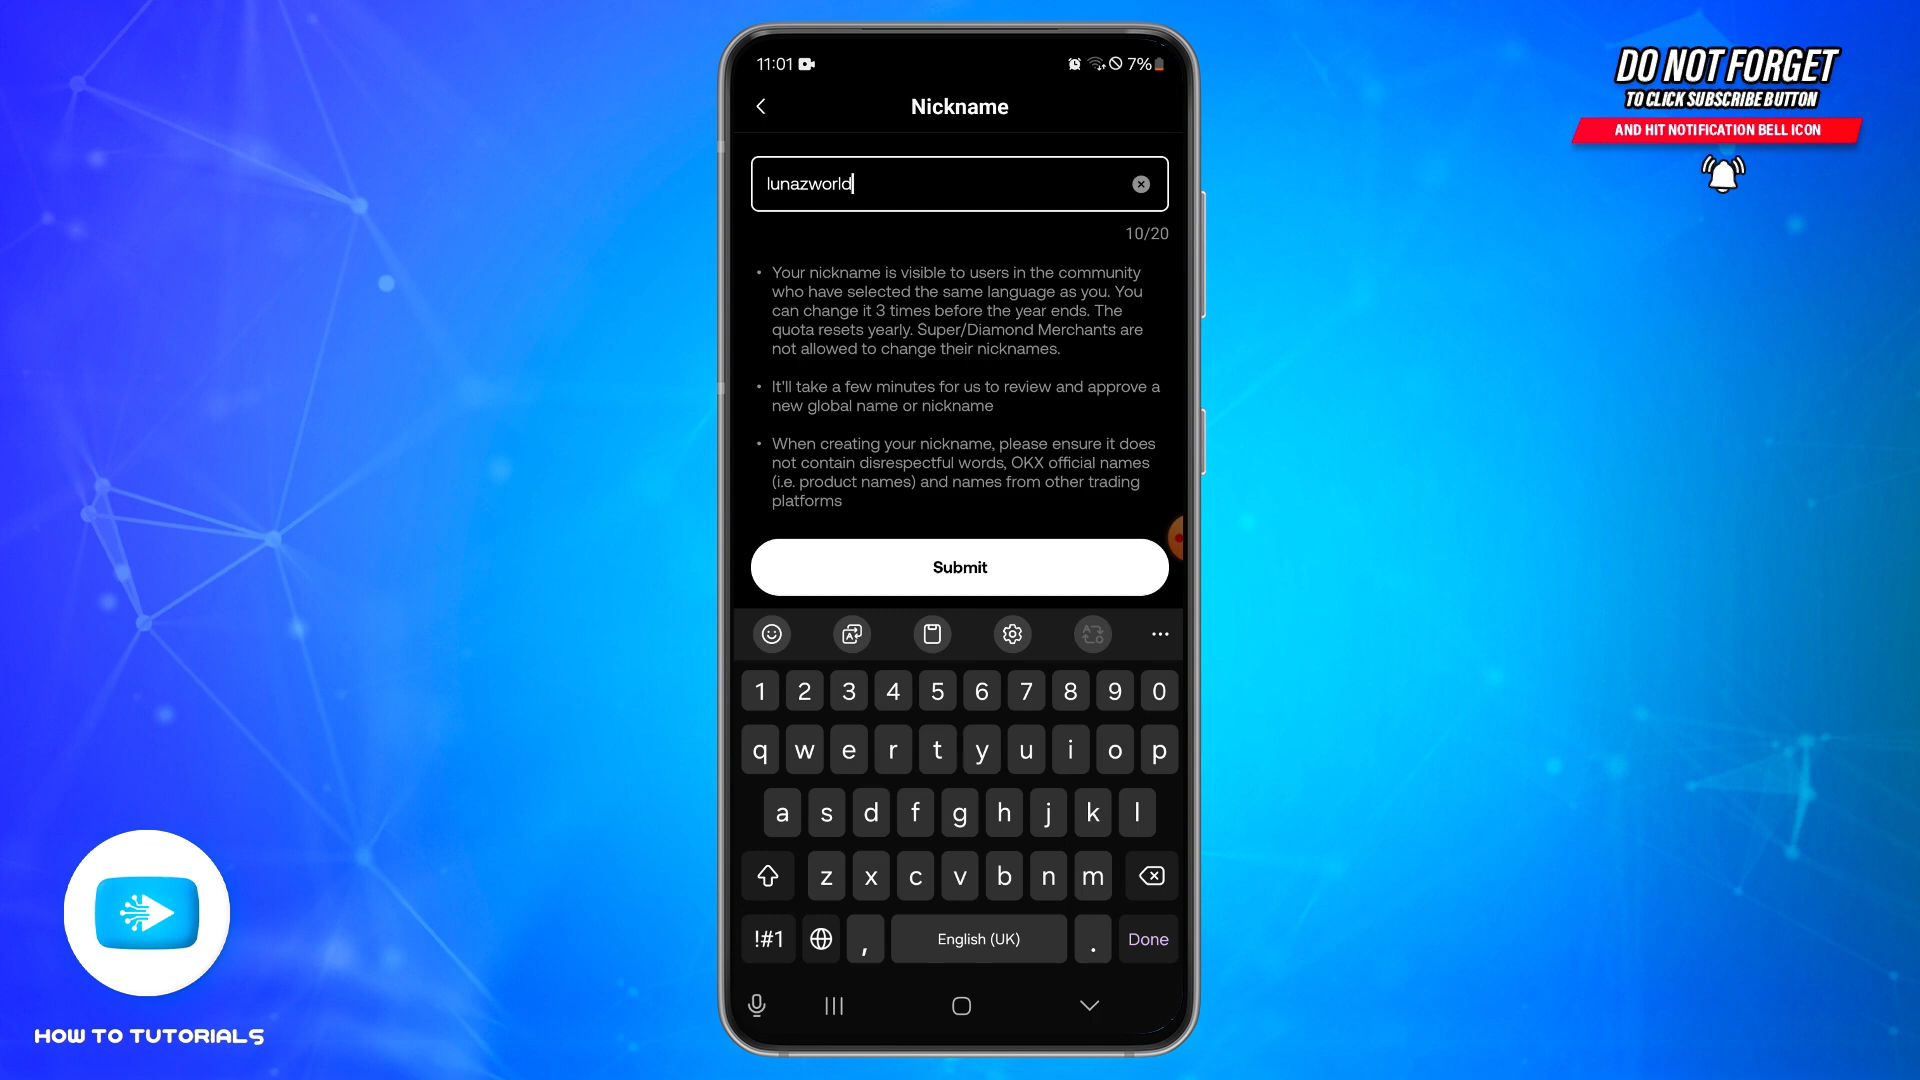 11:01
7%
Nickname
lunazworld
10/20
• Your nickname is visible to users in the community
who have selected the same language as you. You
can change it 3 times before the year ends. The
quota resets yearly. Super/Diamond Merchants are
not allowed to change their nicknames.
• It'll take a few minutes for us to review and approve a
new global name or nickname
• When creating your nickname, please ensure it does
not contain disrespectful words, OKX official names
(i.e. product names) and names from other trading
platforms
Submit
1 2 3 4 5 6 7 8 9 0
q w e r t y u i o p
a s d f g h j k l
z x c v b n m
!#1 , English (UK) . Done
DO NOT FORGET
TO CLICK SUBSCRIBE BUTTON
AND HIT NOTIFICATION BELL ICON
HOW TO TUTORIALS